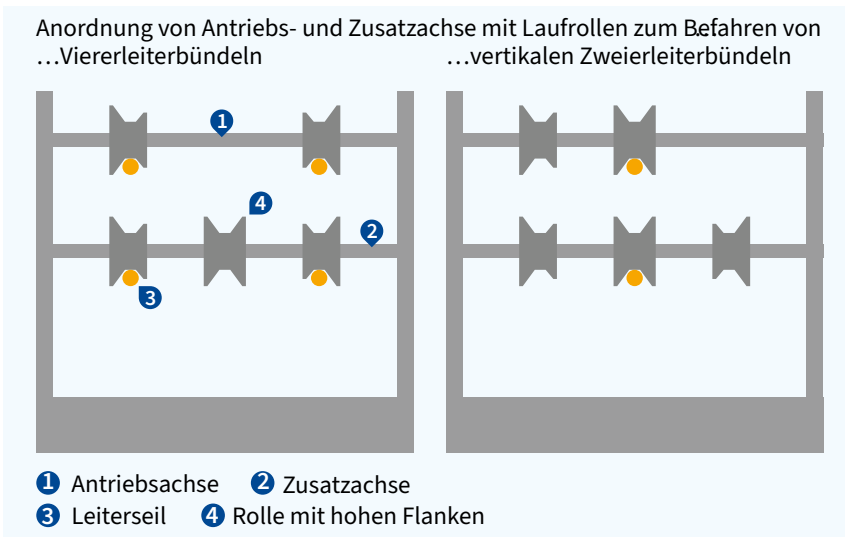 Anordnung von Antriebs- und Zusatzachse mit Laufrollen zum Befahren von
…Viererleiterbündeln
…vertikalen Zweierleiterbündeln
1
4
2
3
1 Antriebsachse
2 Zusatzachse
3 Leiterseil
4 Rolle mit hohen Flanken